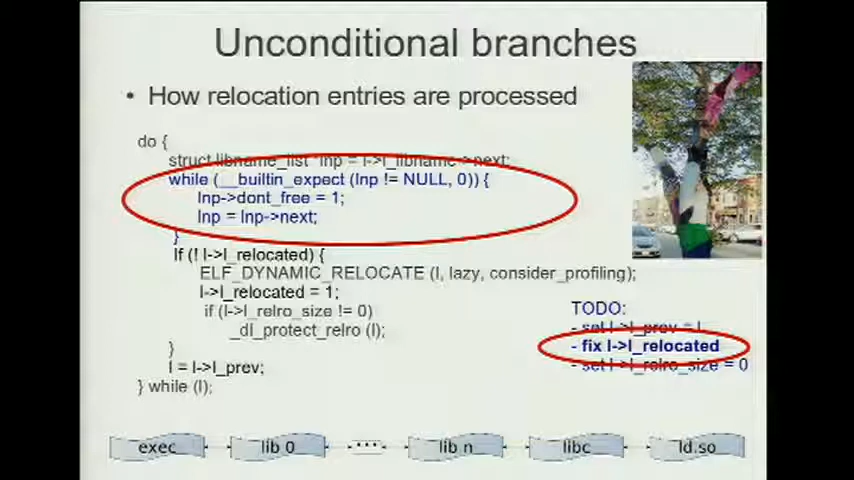 Unconditional branches
• How relocation entries are processed
do {
struct libname_list *lnp = l->l_libname->next;
while (__builtin_expect (lnp != NULL, 0)) {
lnp->dont_free = 1;
lnp = lnp->next;
}
if (! l->l_relocated) {
ELF_DYNAMIC_RELOCATE (l, lazy, consider_profiling);
l->l_relocated = 1;
if (l->l_relro_size != 0)
_dl_protect_relro (l);
}
l = l->l_prev;
} while (l);
TODO:
- set l->l_prev = l
- fix l->l_relocated
- set l->l_relro_size = 0
exec
lib 0
...
lib n
libc
ld.so